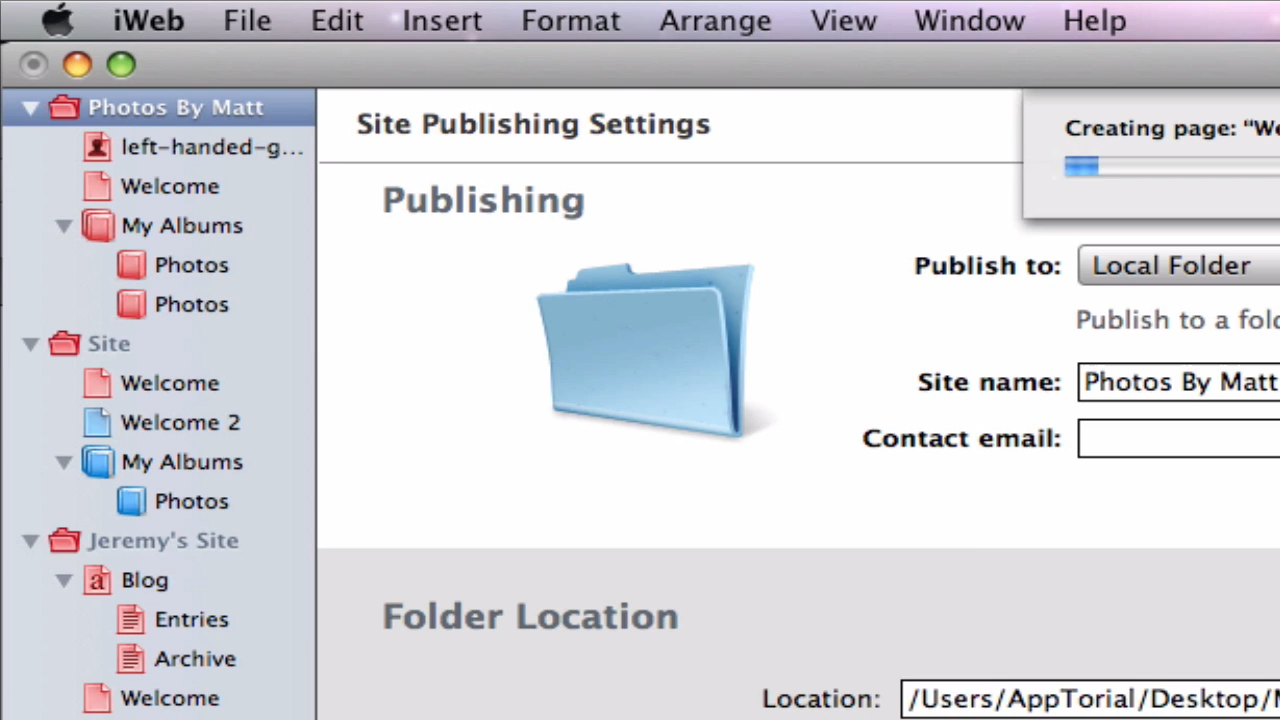 iWeb File Edit Insert Format Arrange View Window Help
Photos By Matt
left-handed-g...
Welcome
My Albums
Photos
Photos
Site
Welcome
Welcome 2
My Albums
Photos
Jeremy's Site
Blog
Entries
Archive
Welcome
Site Publishing Settings
Creating page: “We
Publishing
Publish to: Local Folder
Publish to a fold
Site name: Photos By Matt
Contact email:
Folder Location
Location: /Users/AppTorial/Desktop/